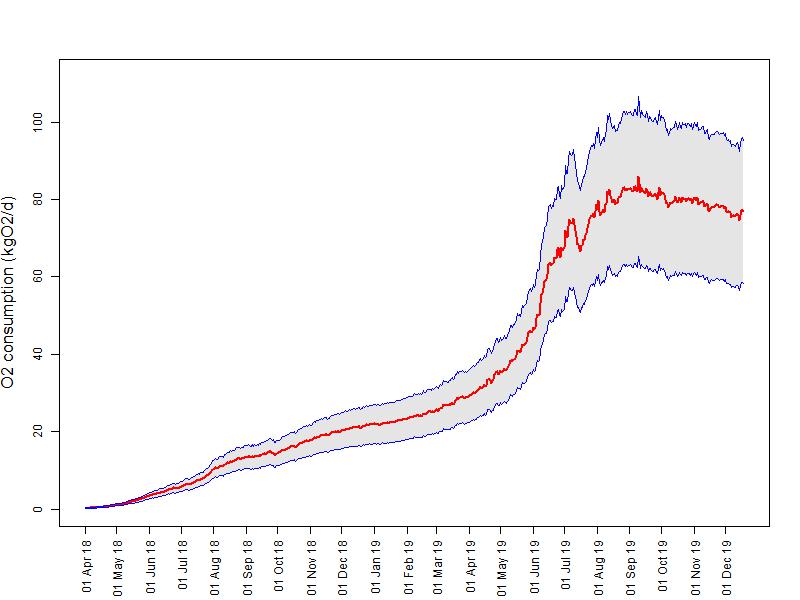 O2 consumption (kgO2/d)
100
80
60
40
20
0
01 Apr 18
01 May 18
01 Jun 18
01 Jul 18
01 Aug 18
01 Sep 18
01 Oct 18
01 Nov 18
01 Dec 18
01 Jan 19
01 Feb 19
01 Mar 19
01 Apr 19
01 May 19
01 Jun 19
01 Jul 19
01 Aug 19
01 Sep 19
01 Oct 19
01 Nov 19
01 Dec 19